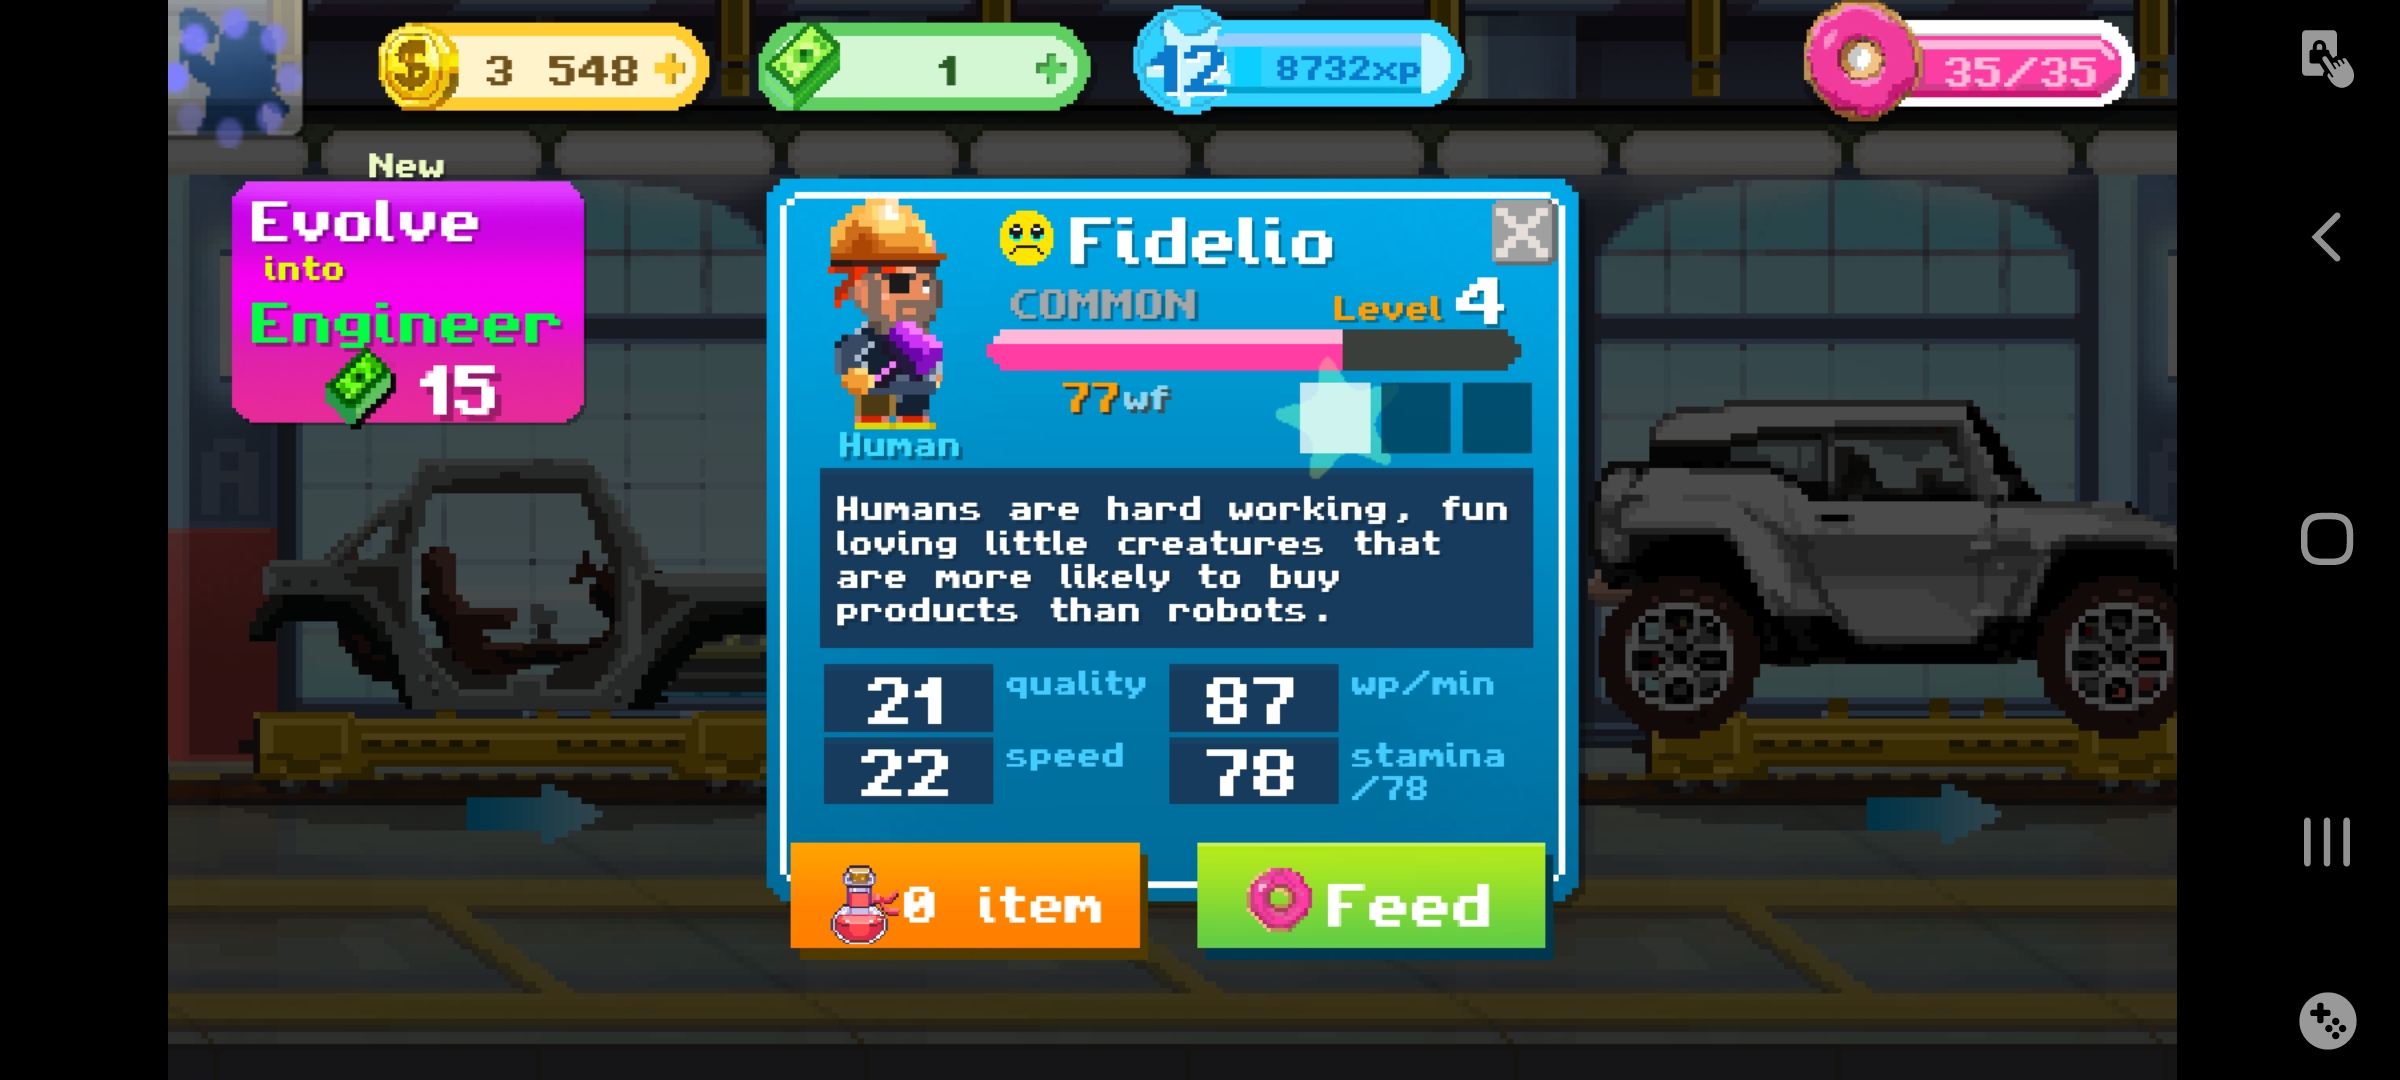 3 548 +
1 +
12 8732xp
35/35
New
Evolve
into
Engineer
15
Fidelio
COMMON Level 4
77wf
Human
Humans are hard working, fun
loving little creatures that
are more likely to buy
products than robots.
21 quality 87 wp/min
22 speed 78 stamina
/78
0 item
Feed